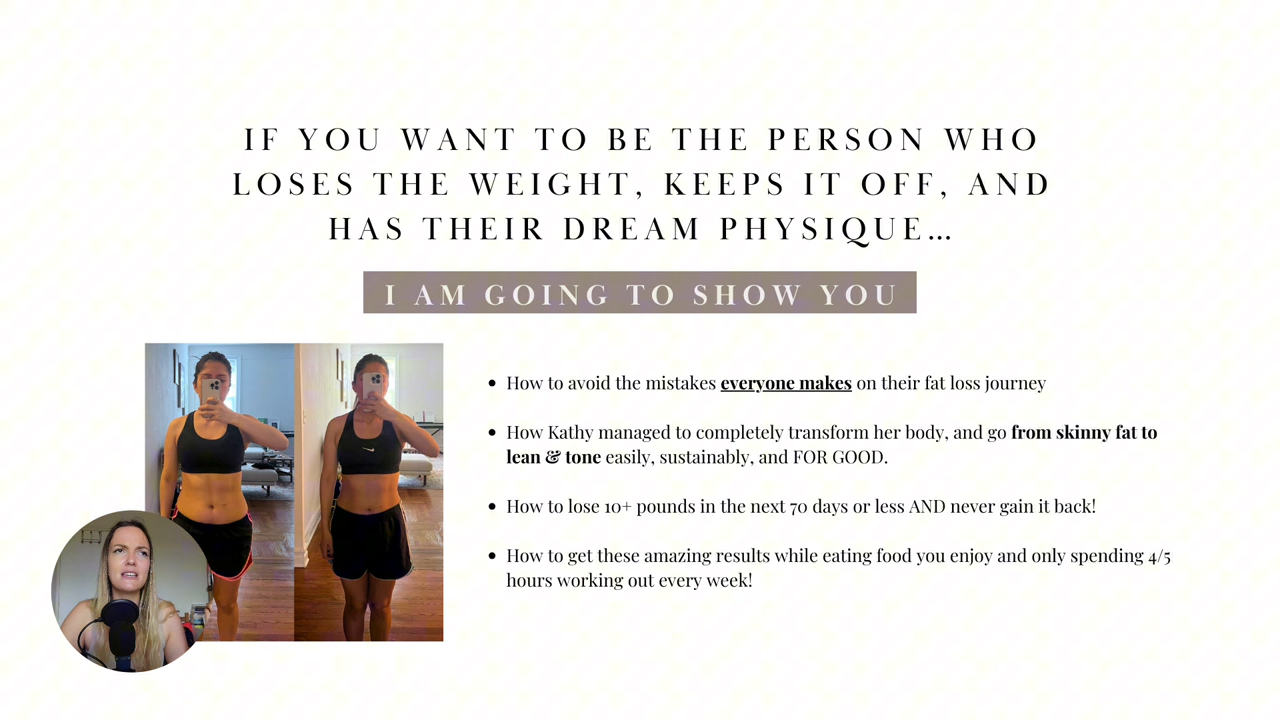 IF YOU WANT TO BE THE PERSON WHO
LOSES THE WEIGHT, KEEPS IT OFF, AND
HAS THEIR DREAM PHYSIQUE...
I AM GOING TO SHOW YOU
• How to avoid the mistakes everyone makes on their fat loss journey
• How Kathy managed to completely transform her body, and go from skinny fat to
lean & tone easily, sustainably, and FOR GOOD.
• How to lose 10+ pounds in the next 70 days or less AND never gain it back!
• How to get these amazing results while eating food you enjoy and only spending 4/5
hours working out every week!